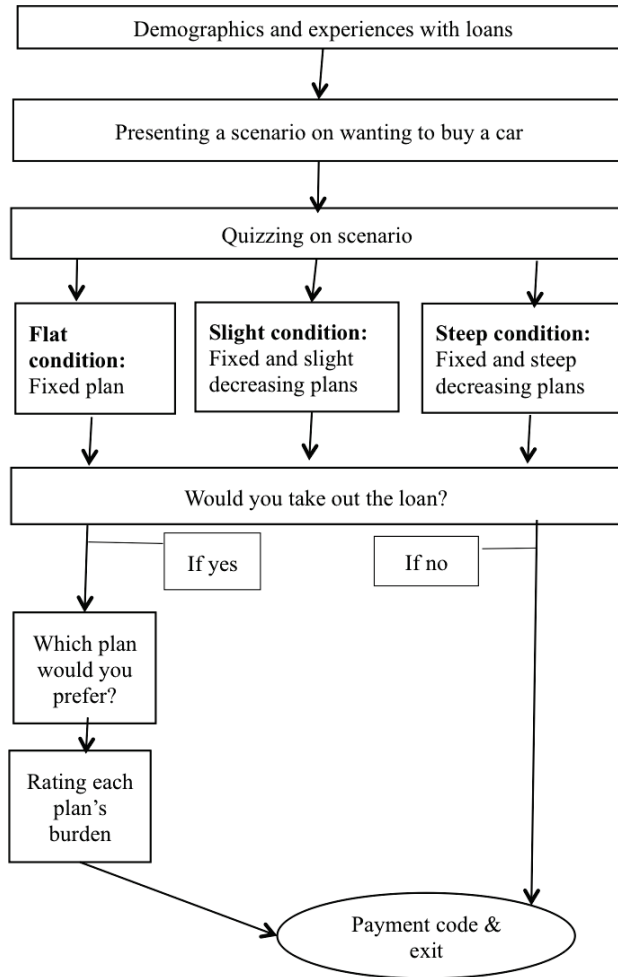 Demographics and experiences with loans
Presenting a scenario on wanting to buy a car
Quizzing on scenario
Flat
condition:
Fixed plan
Slight condition:
Fixed and slight
decreasing plans
Steep condition:
Fixed and steep
decreasing plans
Would you take out the loan?
If yes
If no
Which plan
would you
prefer?
Rating each
plan’s
burden
Payment code &
exit